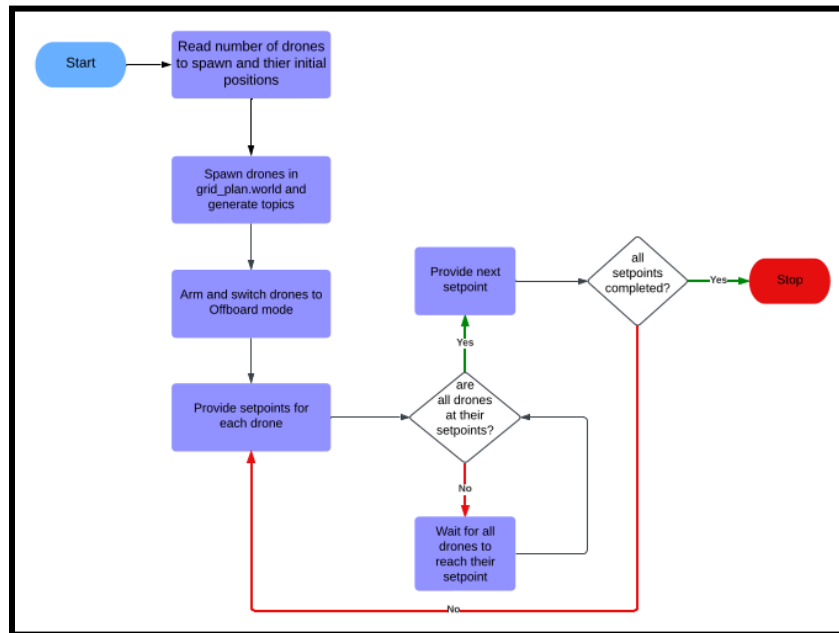 Start
Read number of drones
to spawn and thier initial
positions
Spawn drones in
grid_plan.world and
generate topics
Arm and switch drones to
Offboard mode
Provide setpoints for
each drone
are
all drones
at their
setpoints?
Yes
No
Wait for all
drones to
reach their
setpoint
Provide next
setpoint
all
setpoints
completed?
Yes
Stop
No